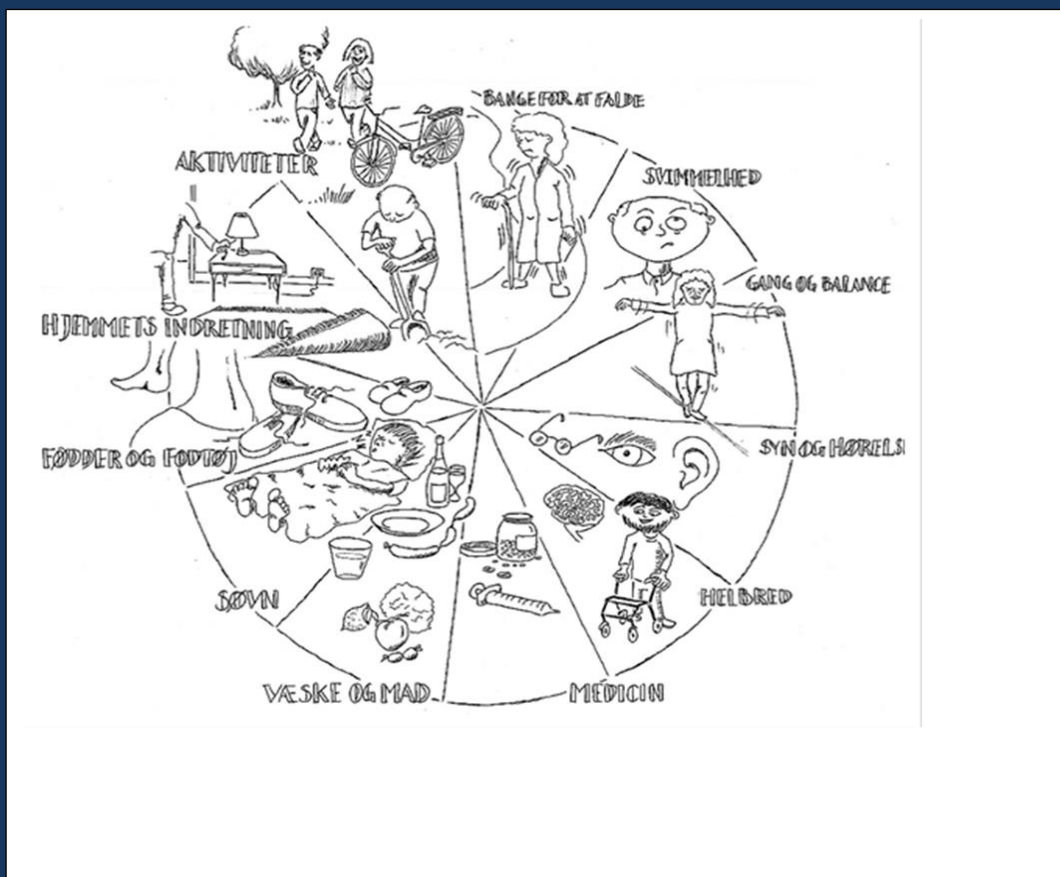 BANGE FOR AT FALDE
SVIMMELHED
GANG OG BALANCE
SYN OG HØRELS
HELBRED
MEDICIN
VÆSKE OG MAD
SØVN
FØDDER OG FODTØJ
HJEMMETS INDRETNING
AKTIVITETER